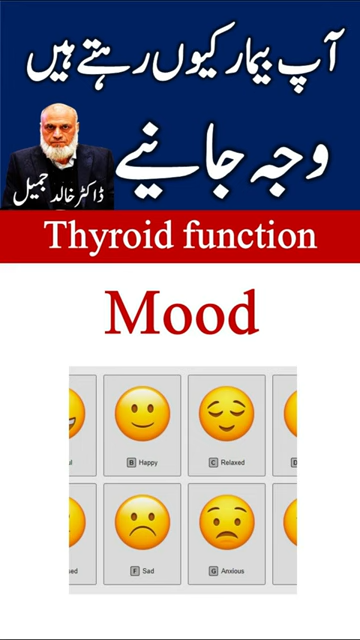 آپ بیمار کیوں رہتے ہیں
وجہ جانیے
ڈاکٹر خالد جمیل
Thyroid function
Mood
B Happy
C Relaxed
F Sad
G Anxious